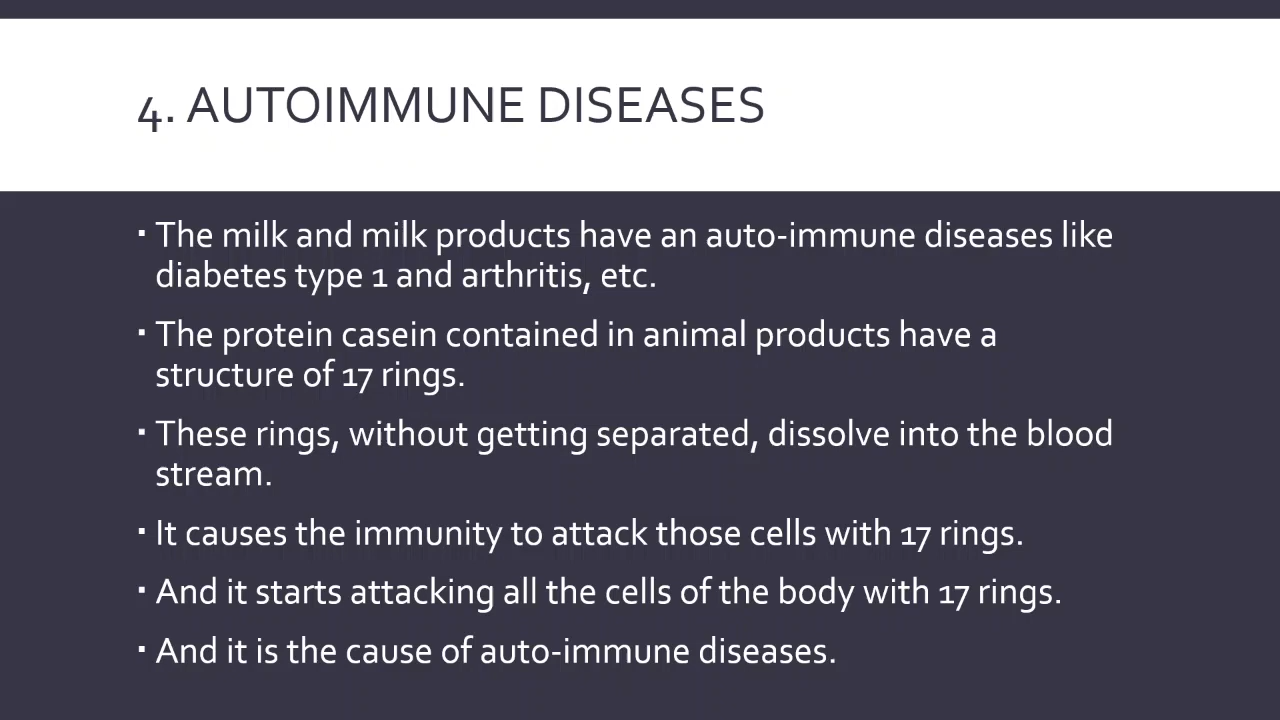 4. AUTOIMMUNE DISEASES
▪ The milk and milk products have an auto-immune diseases like
diabetes type 1 and arthritis, etc.
▪ The protein casein contained in animal products have a
structure of 17 rings.
▪ These rings, without getting separated, dissolve into the blood
stream.
▪ It causes the immunity to attack those cells with 17 rings.
▪ And it starts attacking all the cells of the body with 17 rings.
▪ And it is the cause of auto-immune diseases.